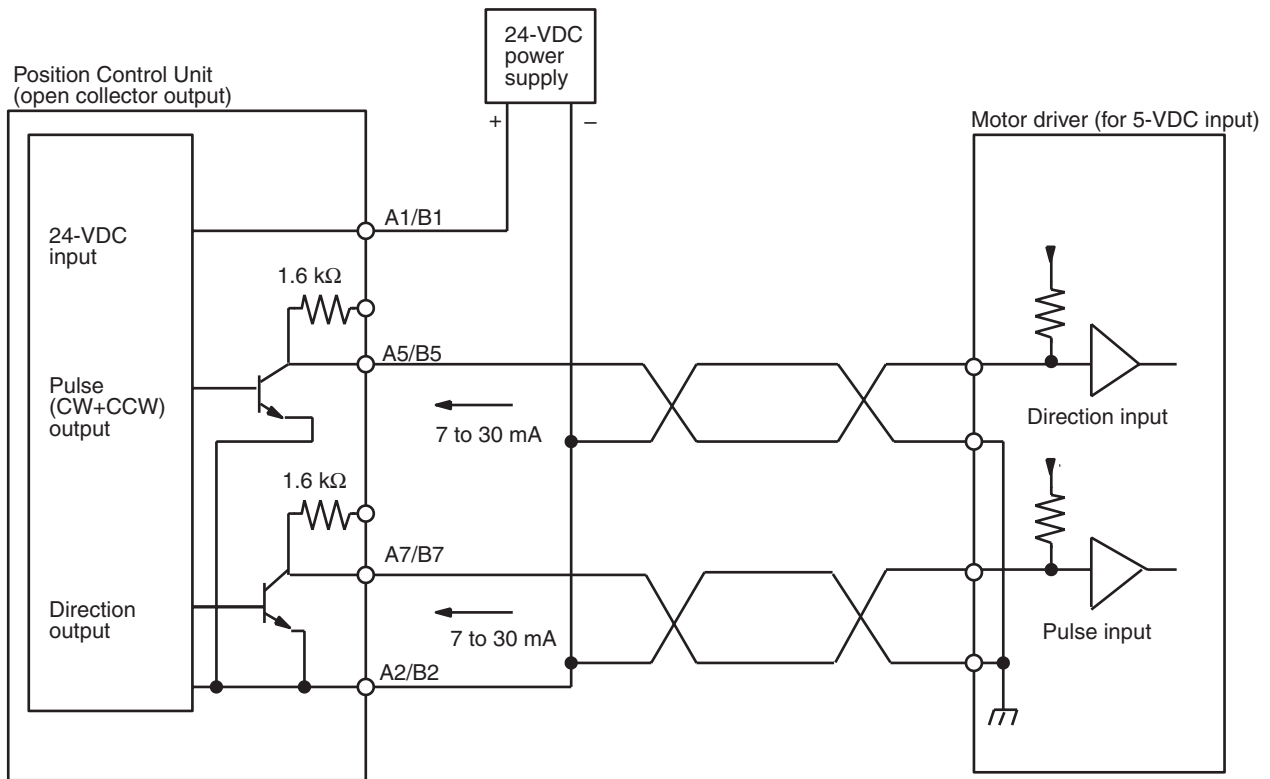 24-VDC
power
supply
Position Control Unit
(open collector output)
+
–
Motor driver (for 5-VDC input)
A1/B1
24-VDC
input
1.6 kΩ
A5/B5
Pulse
(CW+CCW)
output
7 to 30 mA
Direction input
1.6 kΩ
A7/B7
Direction
output
7 to 30 mA
Pulse input
A2/B2